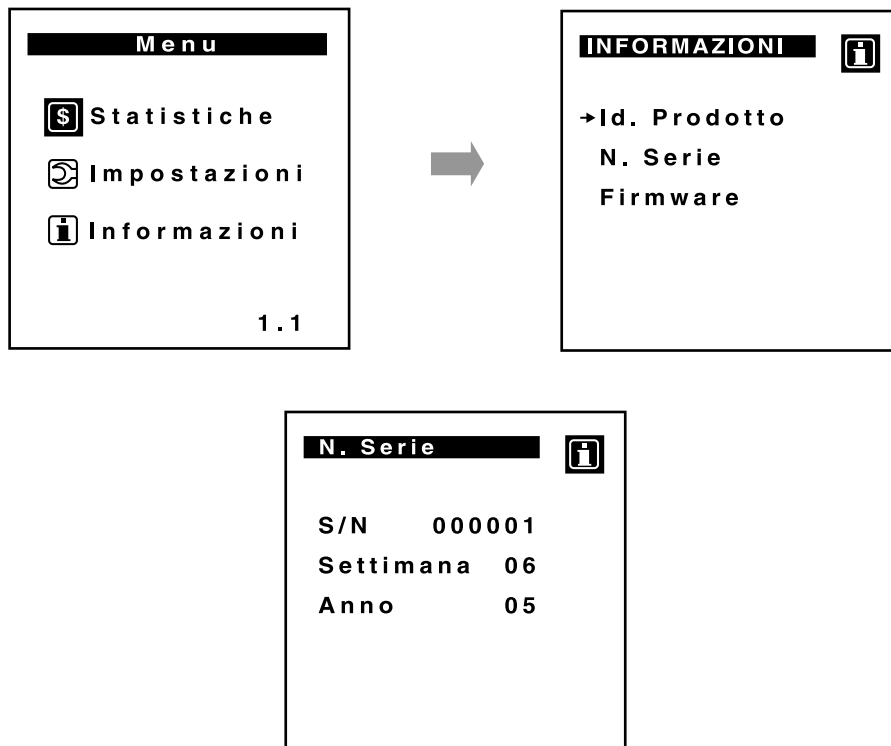 Menu
$ Statistiche
Impostazioni
i Informazioni
1.1
INFORMAZIONI i
→Id. Prodotto
N. Serie
Firmware
N. Serie i
S/N 000001
Settimana 06
Anno 05